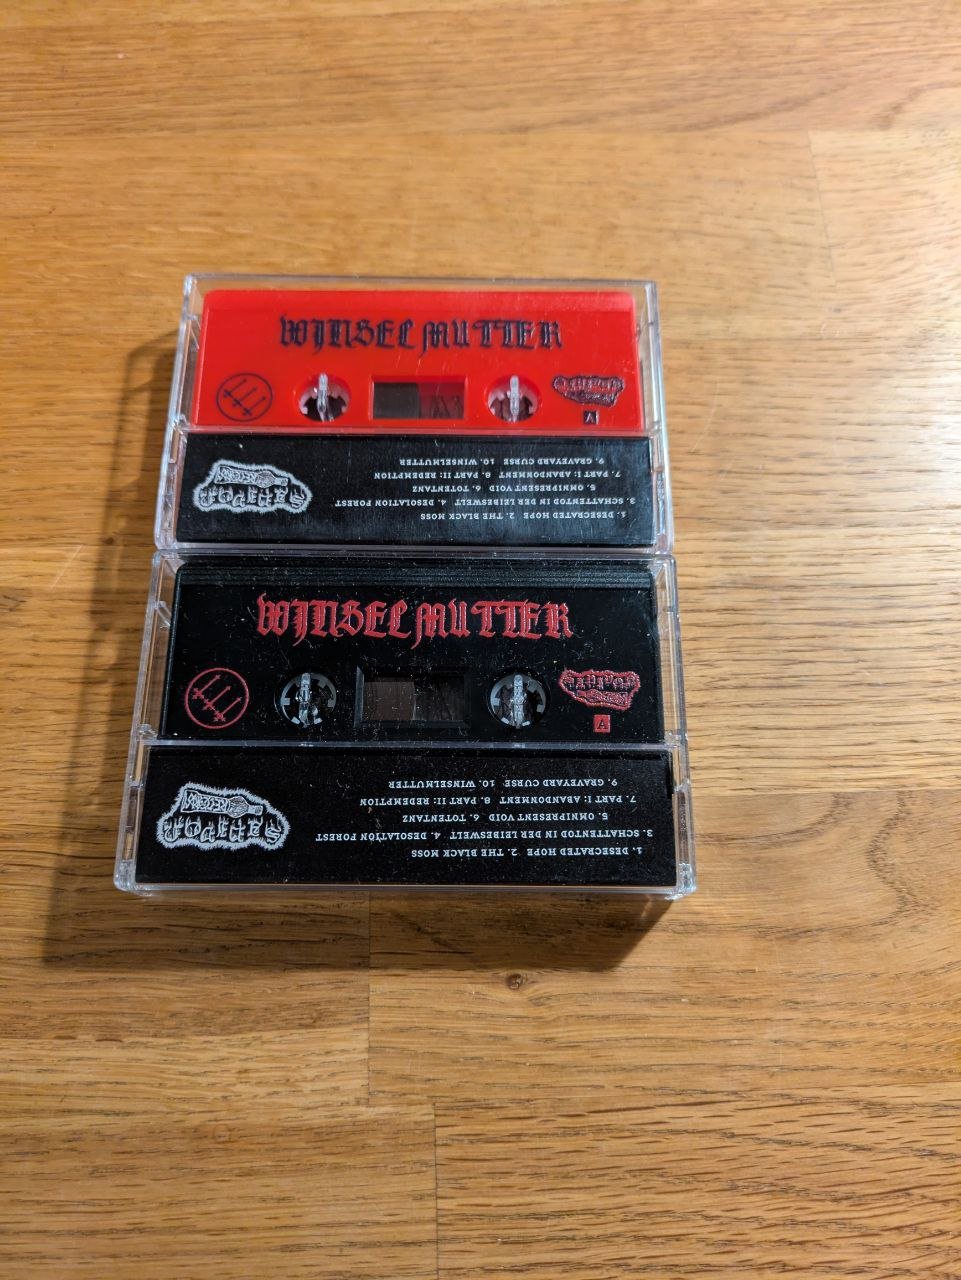 WINSELMUTTER
A
1. DESECRATED HOPE 2. THE BLACK MOSS
3. SCHATTENTOD IN DER LEIBESWELT 4. DESOLATION FOREST
5. OMNIPRESENT VOID 6. TOTENTANZ
7. PART I: ABANDONMENT 8. PART II: REDEMPTION
9. GRAVEYARD CURSE 10. WINSELMUTTER
WINSELMUTTER
A
1. DESECRATED HOPE 2. THE BLACK MOSS
3. SCHATTENTOD IN DER LEIBESWELT 4. DESOLATION FOREST
5. OMNIPRESENT VOID 6. TOTENTANZ
7. PART I: ABANDONMENT 8. PART II: REDEMPTION
9. GRAVEYARD CURSE 10. WINSELMUTTER